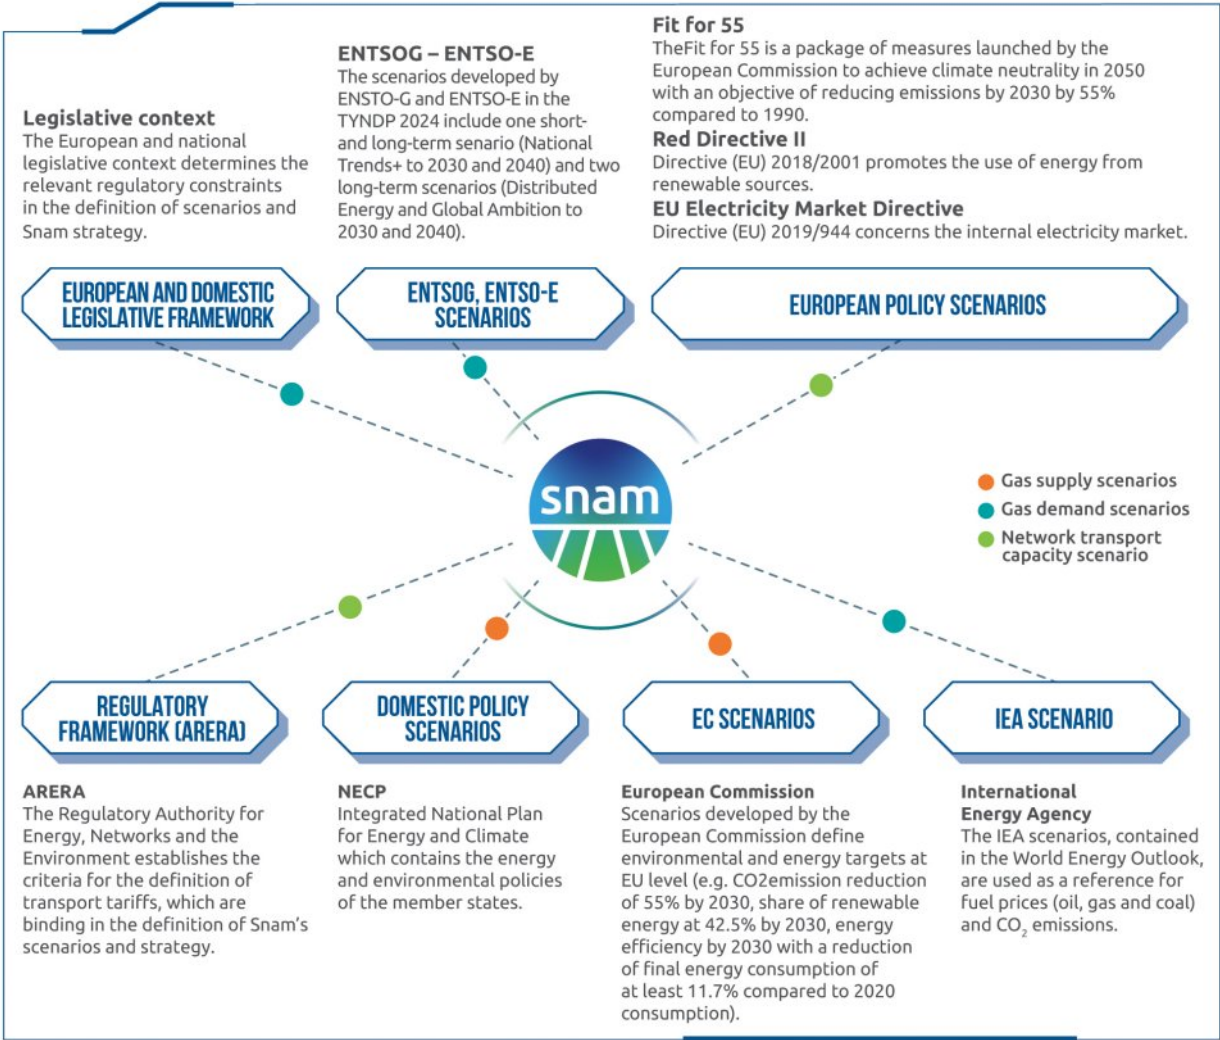 Legislative context
The European and national
legislative context determines the
relevant regulatory constraints
in the definition of scenarios and
Snam strategy.
ENTSOG – ENTSO-E
The scenarios developed by
ENSTO-G and ENTSO-E in the
TYNDP 2024 include one short-
and long-term senario (National
Trends+ to 2030 and 2040) and two
long-term scenarios (Distributed
Energy and Global Ambition to
2030 and 2040).
Fit for 55
TheFit for 55 is a package of measures launched by the
European Commission to achieve climate neutrality in 2050
with an objective of reducing emissions by 2030 by 55%
compared to 1990.
Red Directive II
Directive (EU) 2018/2001 promotes the use of energy from
renewable sources.
EU Electricity Market Directive
Directive (EU) 2019/944 concerns the internal electricity market.
EUROPEAN AND DOMESTIC
LEGISLATIVE FRAMEWORK
ENTSOG, ENTSO-E
SCENARIOS
EUROPEAN POLICY SCENARIOS
snam
Gas supply scenarios
Gas demand scenarios
Network transport
capacity scenario
REGULATORY
FRAMEWORK (ARERA)
DOMESTIC POLICY
SCENARIOS
EC SCENARIOS
IEA SCENARIO
ARERA
The Regulatory Authority for
Energy, Networks and the
Environment establishes the
criteria for the definition of
transport tariffs, which are
binding in the definition of Snam's
scenarios and strategy.
NECP
Integrated National Plan
for Energy and Climate
which contains the energy
and environmental policies
of the member states.
European Commission
Scenarios developed by the
European Commission define
environmental and energy targets at
EU level (e.g. CO2emission reduction
of 55% by 2030, share of renewable
energy at 42.5% by 2030, energy
efficiency by 2030 with a reduction
of final energy consumption of
at least 11.7% compared to 2020
consumption).
International
Energy Agency
The IEA scenarios, contained
in the World Energy Outlook,
are used as a reference for
fuel prices (oil, gas and coal)
and CO₂ emissions.